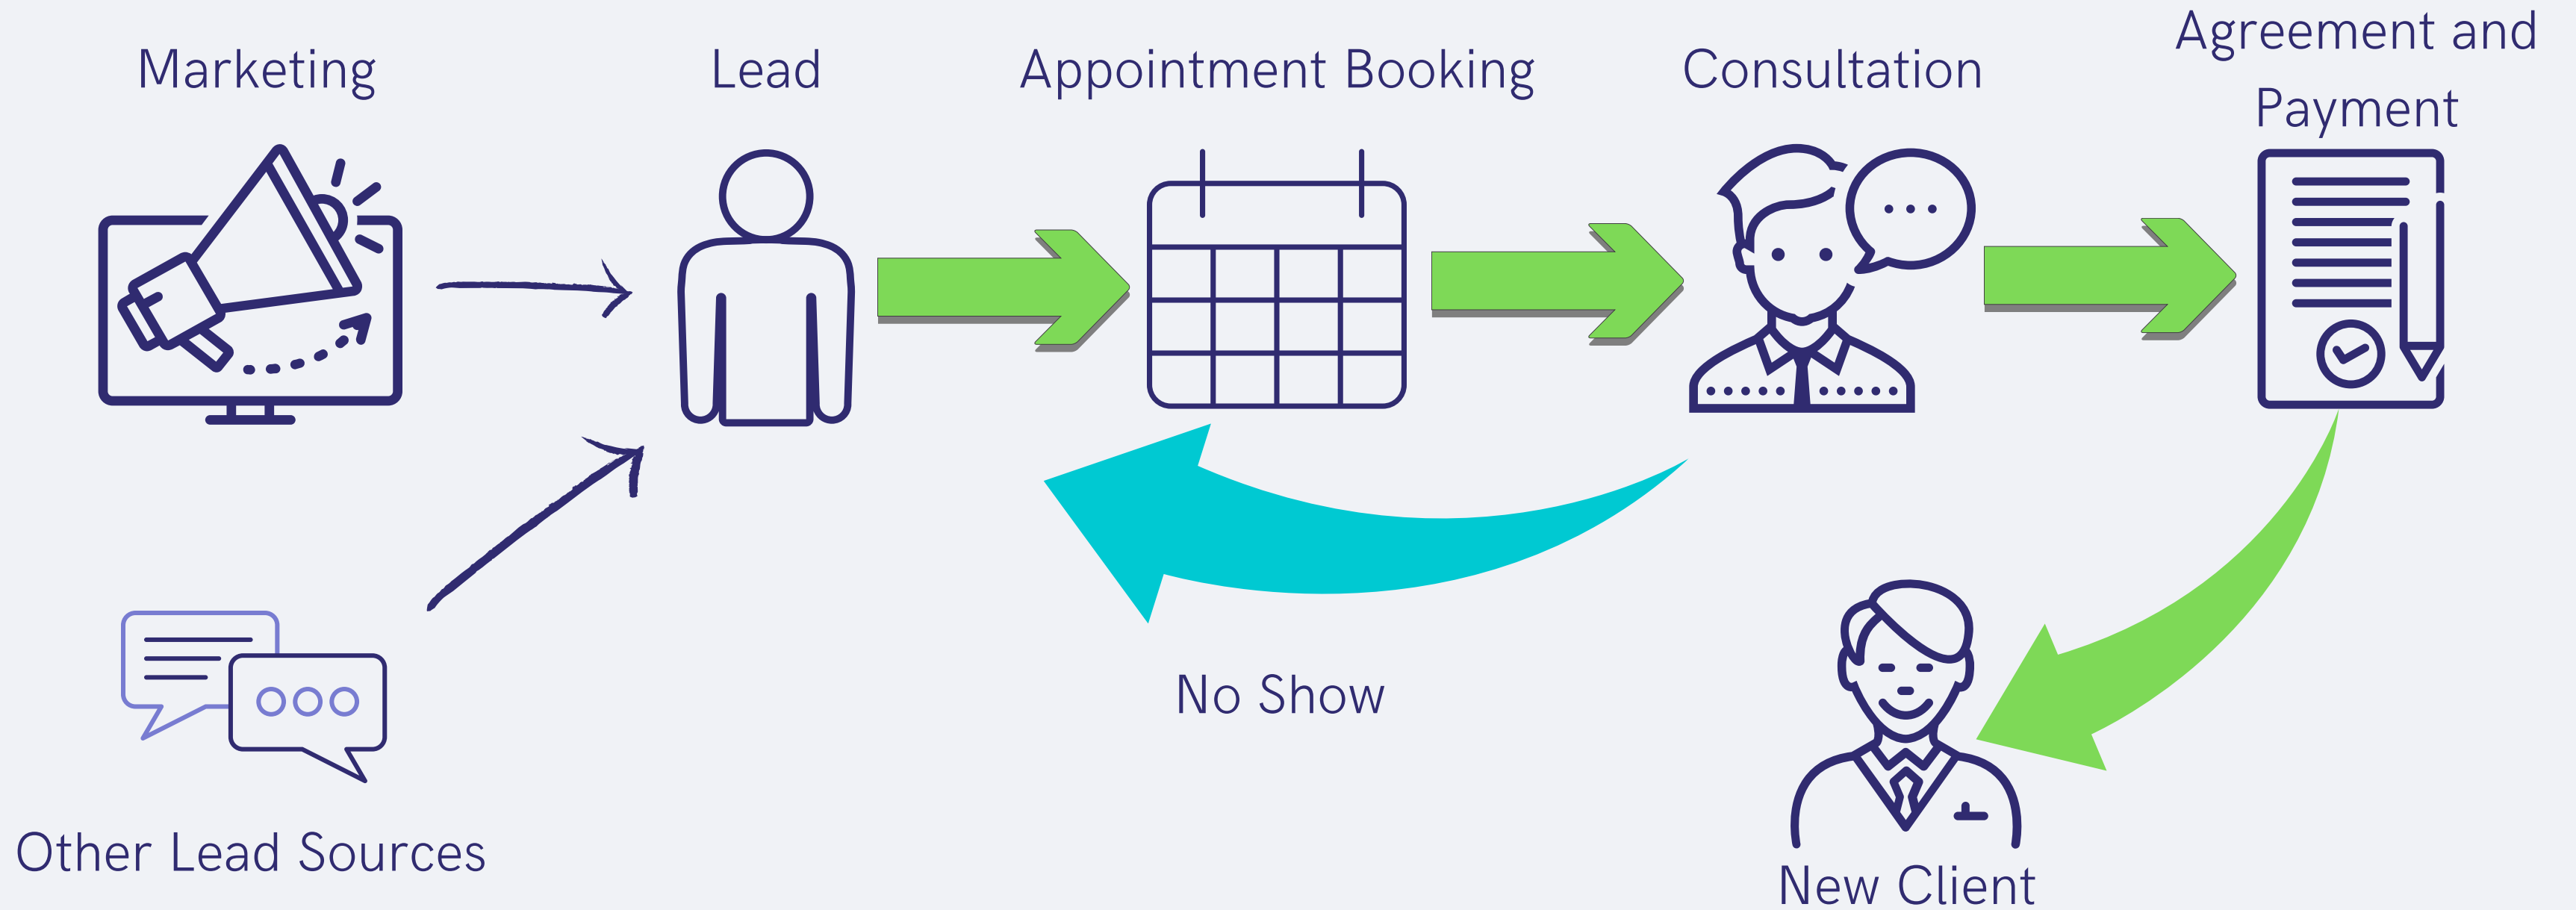 Marketing
Lead
Appointment Booking
Consultation
Agreement and
Payment
No Show
Other Lead Sources
New Client